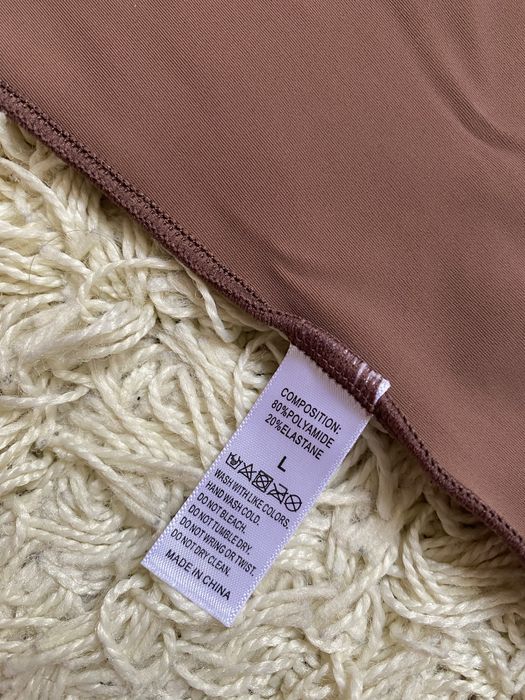 COMPOSITION:
80%POLYAMIDE
20%ELASTANE
L
WASH WITH LIKE COLORS.
HAND WASH COLD.
DO NOT BLEACH.
DO NOT TUMBLE DRY.
DO NOT WRING OR TWIST.
DO NOT DRY CLEAN.
MADE IN CHINA